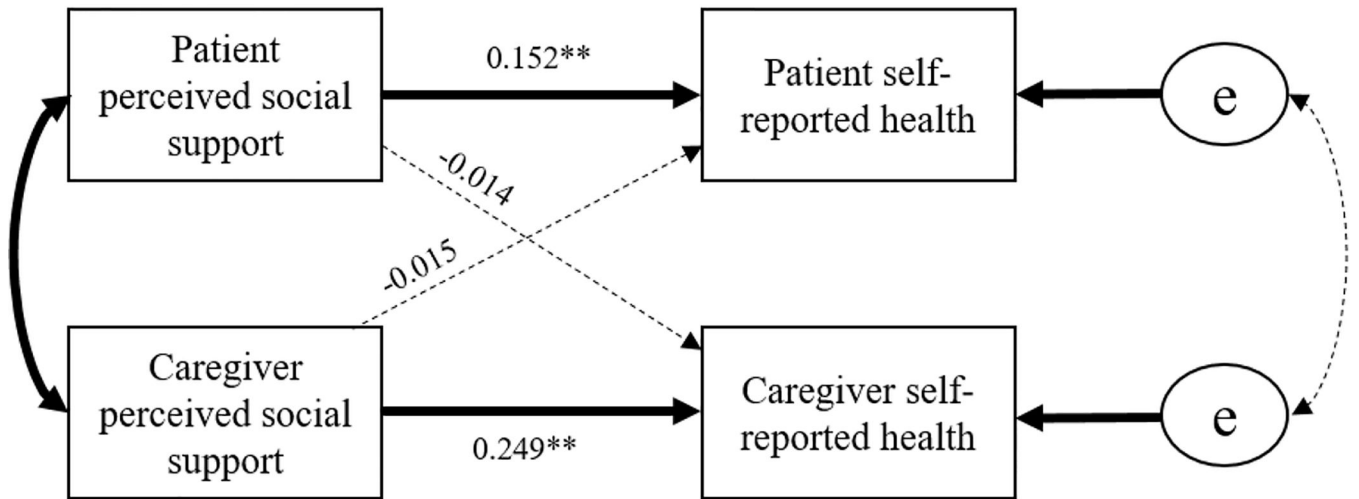 Patient
perceived social
support
0.152**
Patient self-
reported health
e
-0.014
-0.015
Caregiver
perceived social
support
0.249**
Caregiver self-
reported health
e